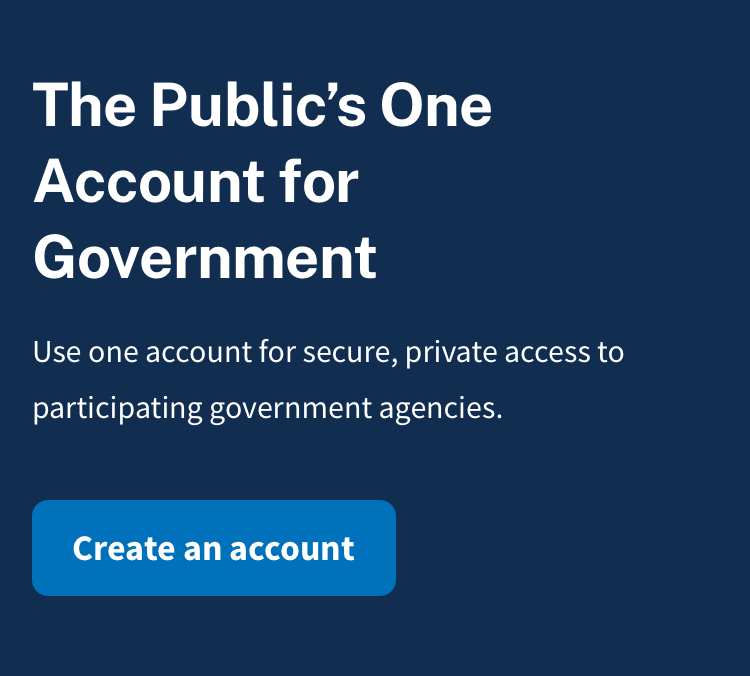 The Public’s One
Account for
Government
Use one account for secure, private access to
participating government agencies.
Create an account